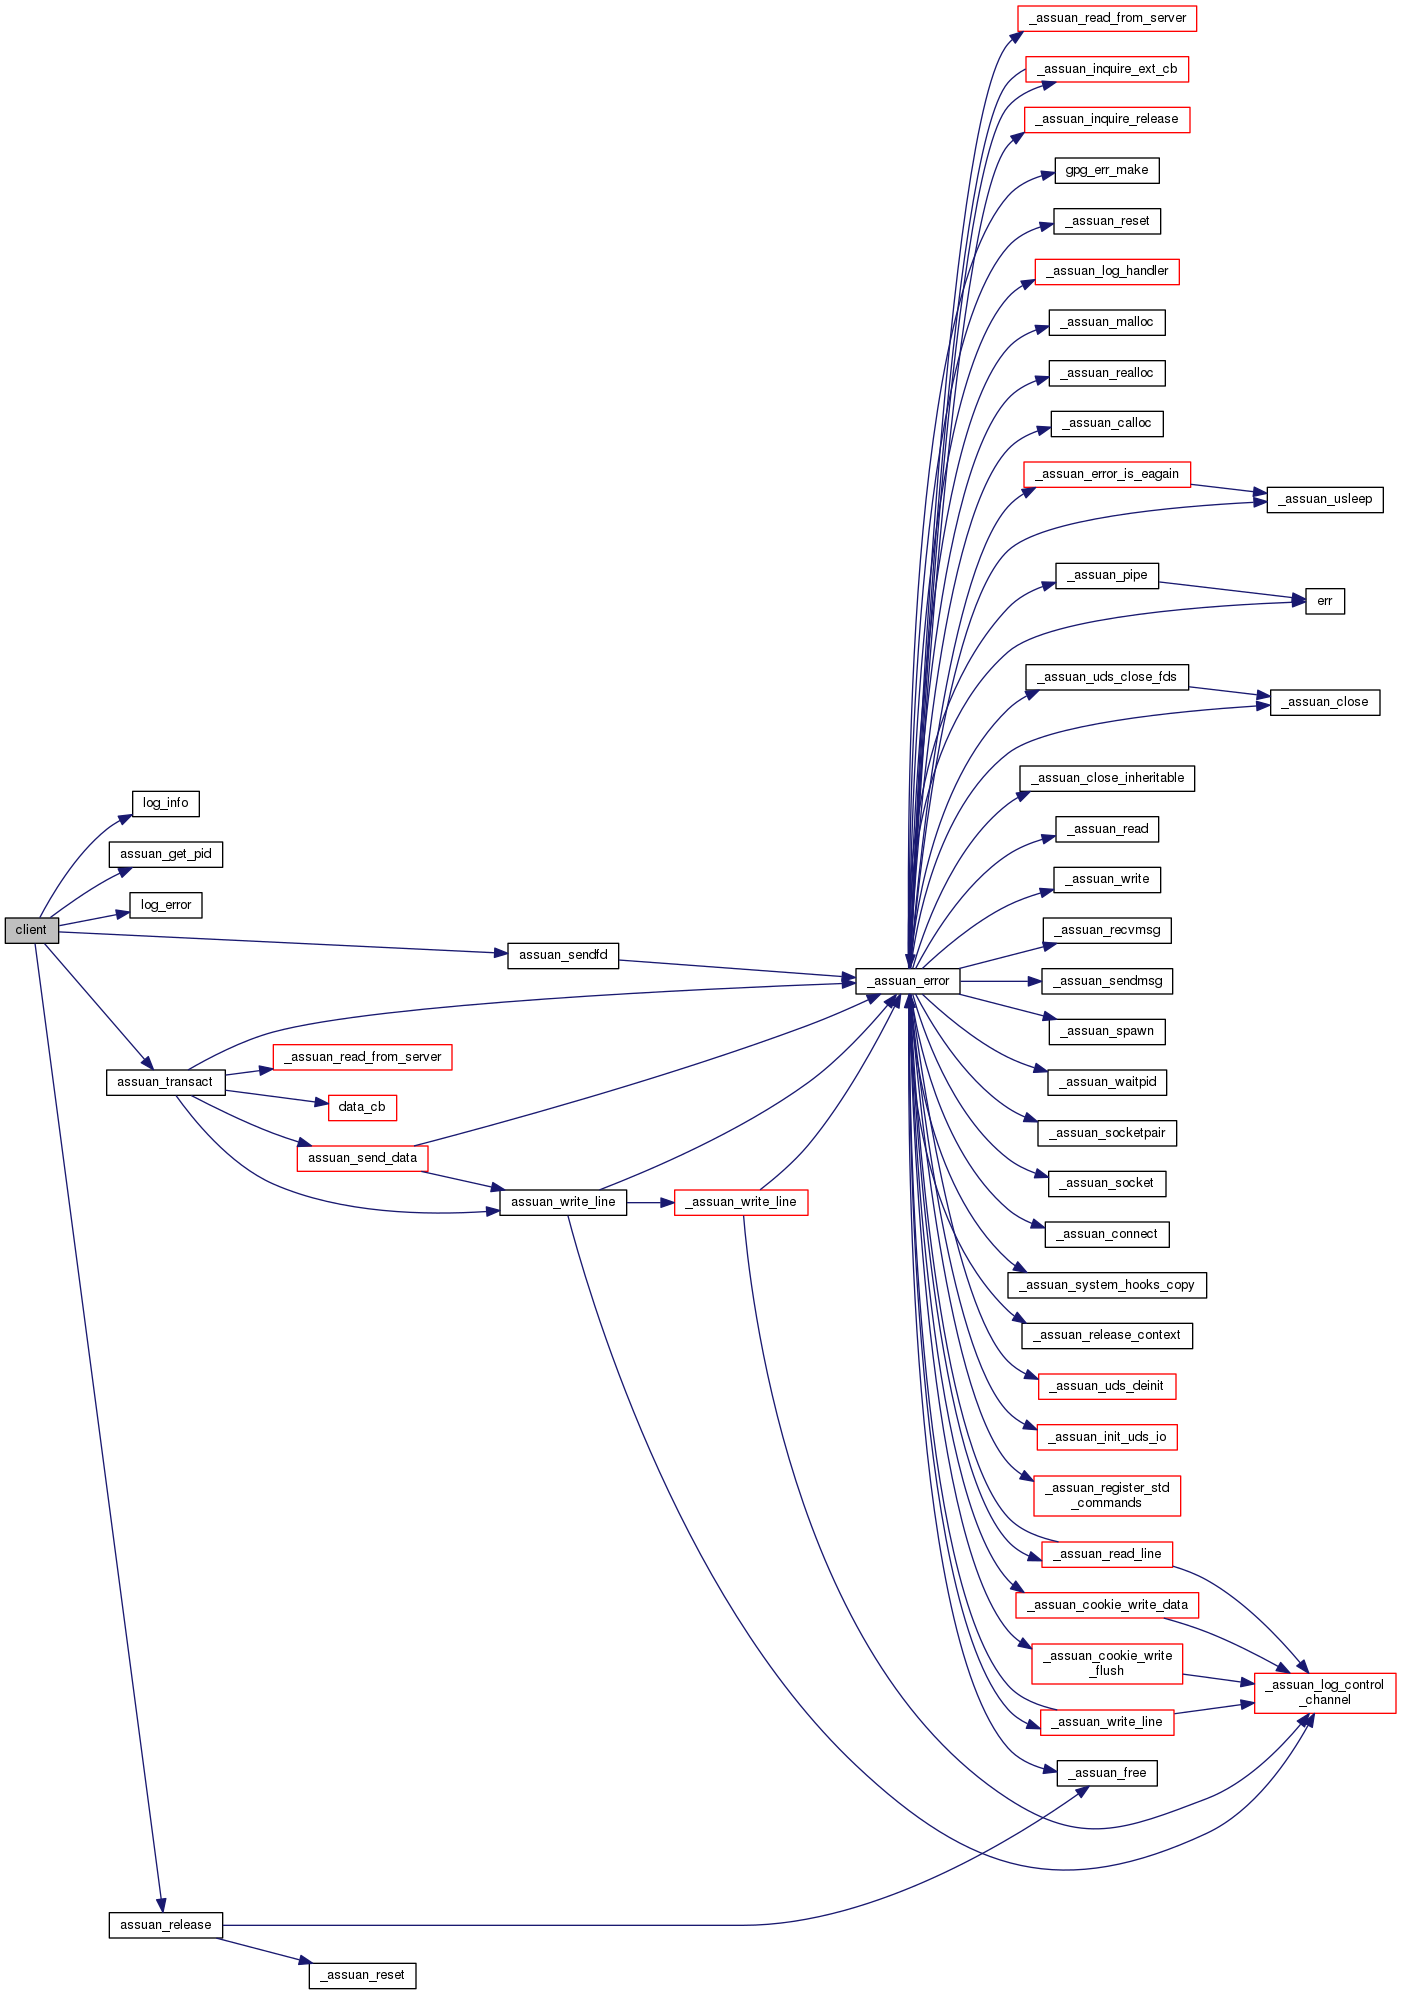 _assuan_read_from_server
_assuan_inquire_ext_cb
_assuan_inquire_release
gpg_err_make
_assuan_reset
_assuan_log_handler
_assuan_malloc
_assuan_realloc
_assuan_calloc
_assuan_error_is_eagain
_assuan_usleep
_assuan_pipe
err
_assuan_uds_close_fds
_assuan_close
_assuan_close_inheritable
log_info
_assuan_read
assuan_get_pid
_assuan_write
log_error
client
_assuan_recvmsg
assuan_sendfd
_assuan_error
_assuan_sendmsg
_assuan_spawn
_assuan_read_from_server
assuan_transact
_assuan_waitpid
data_cb
_assuan_socketpair
assuan_send_data
_assuan_socket
assuan_write_line
_assuan_write_line
_assuan_connect
_assuan_system_hooks_copy
_assuan_release_context
_assuan_uds_deinit
_assuan_init_uds_io
_assuan_register_std
_commands
_assuan_read_line
_assuan_cookie_write_data
_assuan_cookie_write
_flush
_assuan_log_control
_channel
_assuan_write_line
_assuan_free
assuan_release
_assuan_reset